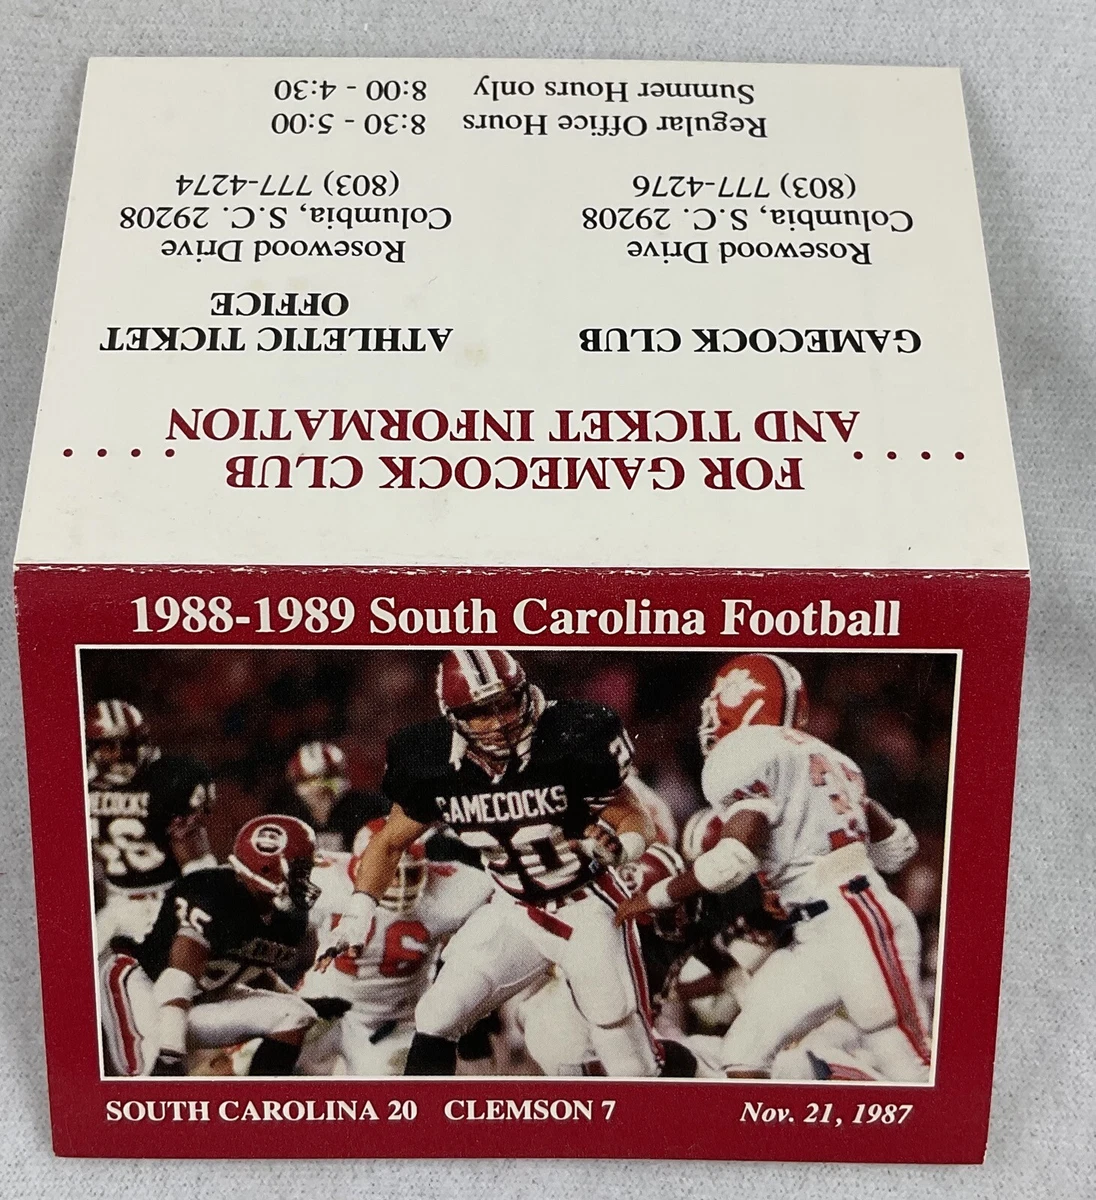 FOR GAMECOCK CLUB
AND TICKET INFORMATION
GAMECOCK CLUB
Rosewood Drive
Columbia, S.C. 29208
(803) 777-4276
ATHLETIC TICKET
OFFICE
Rosewood Drive
Columbia, S.C. 29208
(803) 777-4274
Regular Office Hours 8:30 - 5:00
Summer Hours only 8:00 - 4:30
1988-1989 South Carolina Football
GAMECOCKS
20
SOUTH CAROLINA 20 CLEMSON 7
Nov. 21, 1987